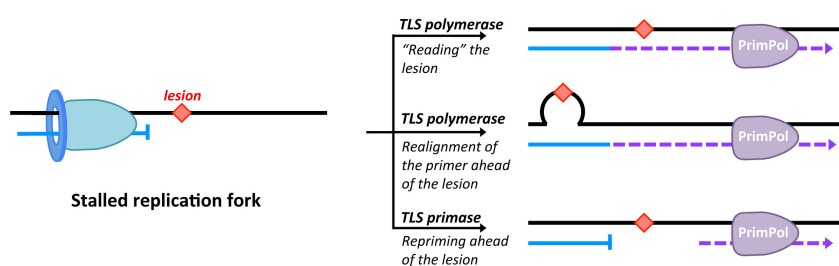 lesion
Stalled replication fork
TLS polymerase
“Reading” the
lesion
PrimPol
TLS polymerase
Realignment of
the primer ahead
of the lesion
PrimPol
TLS primase
Repriming ahead
of the lesion
PrimPol